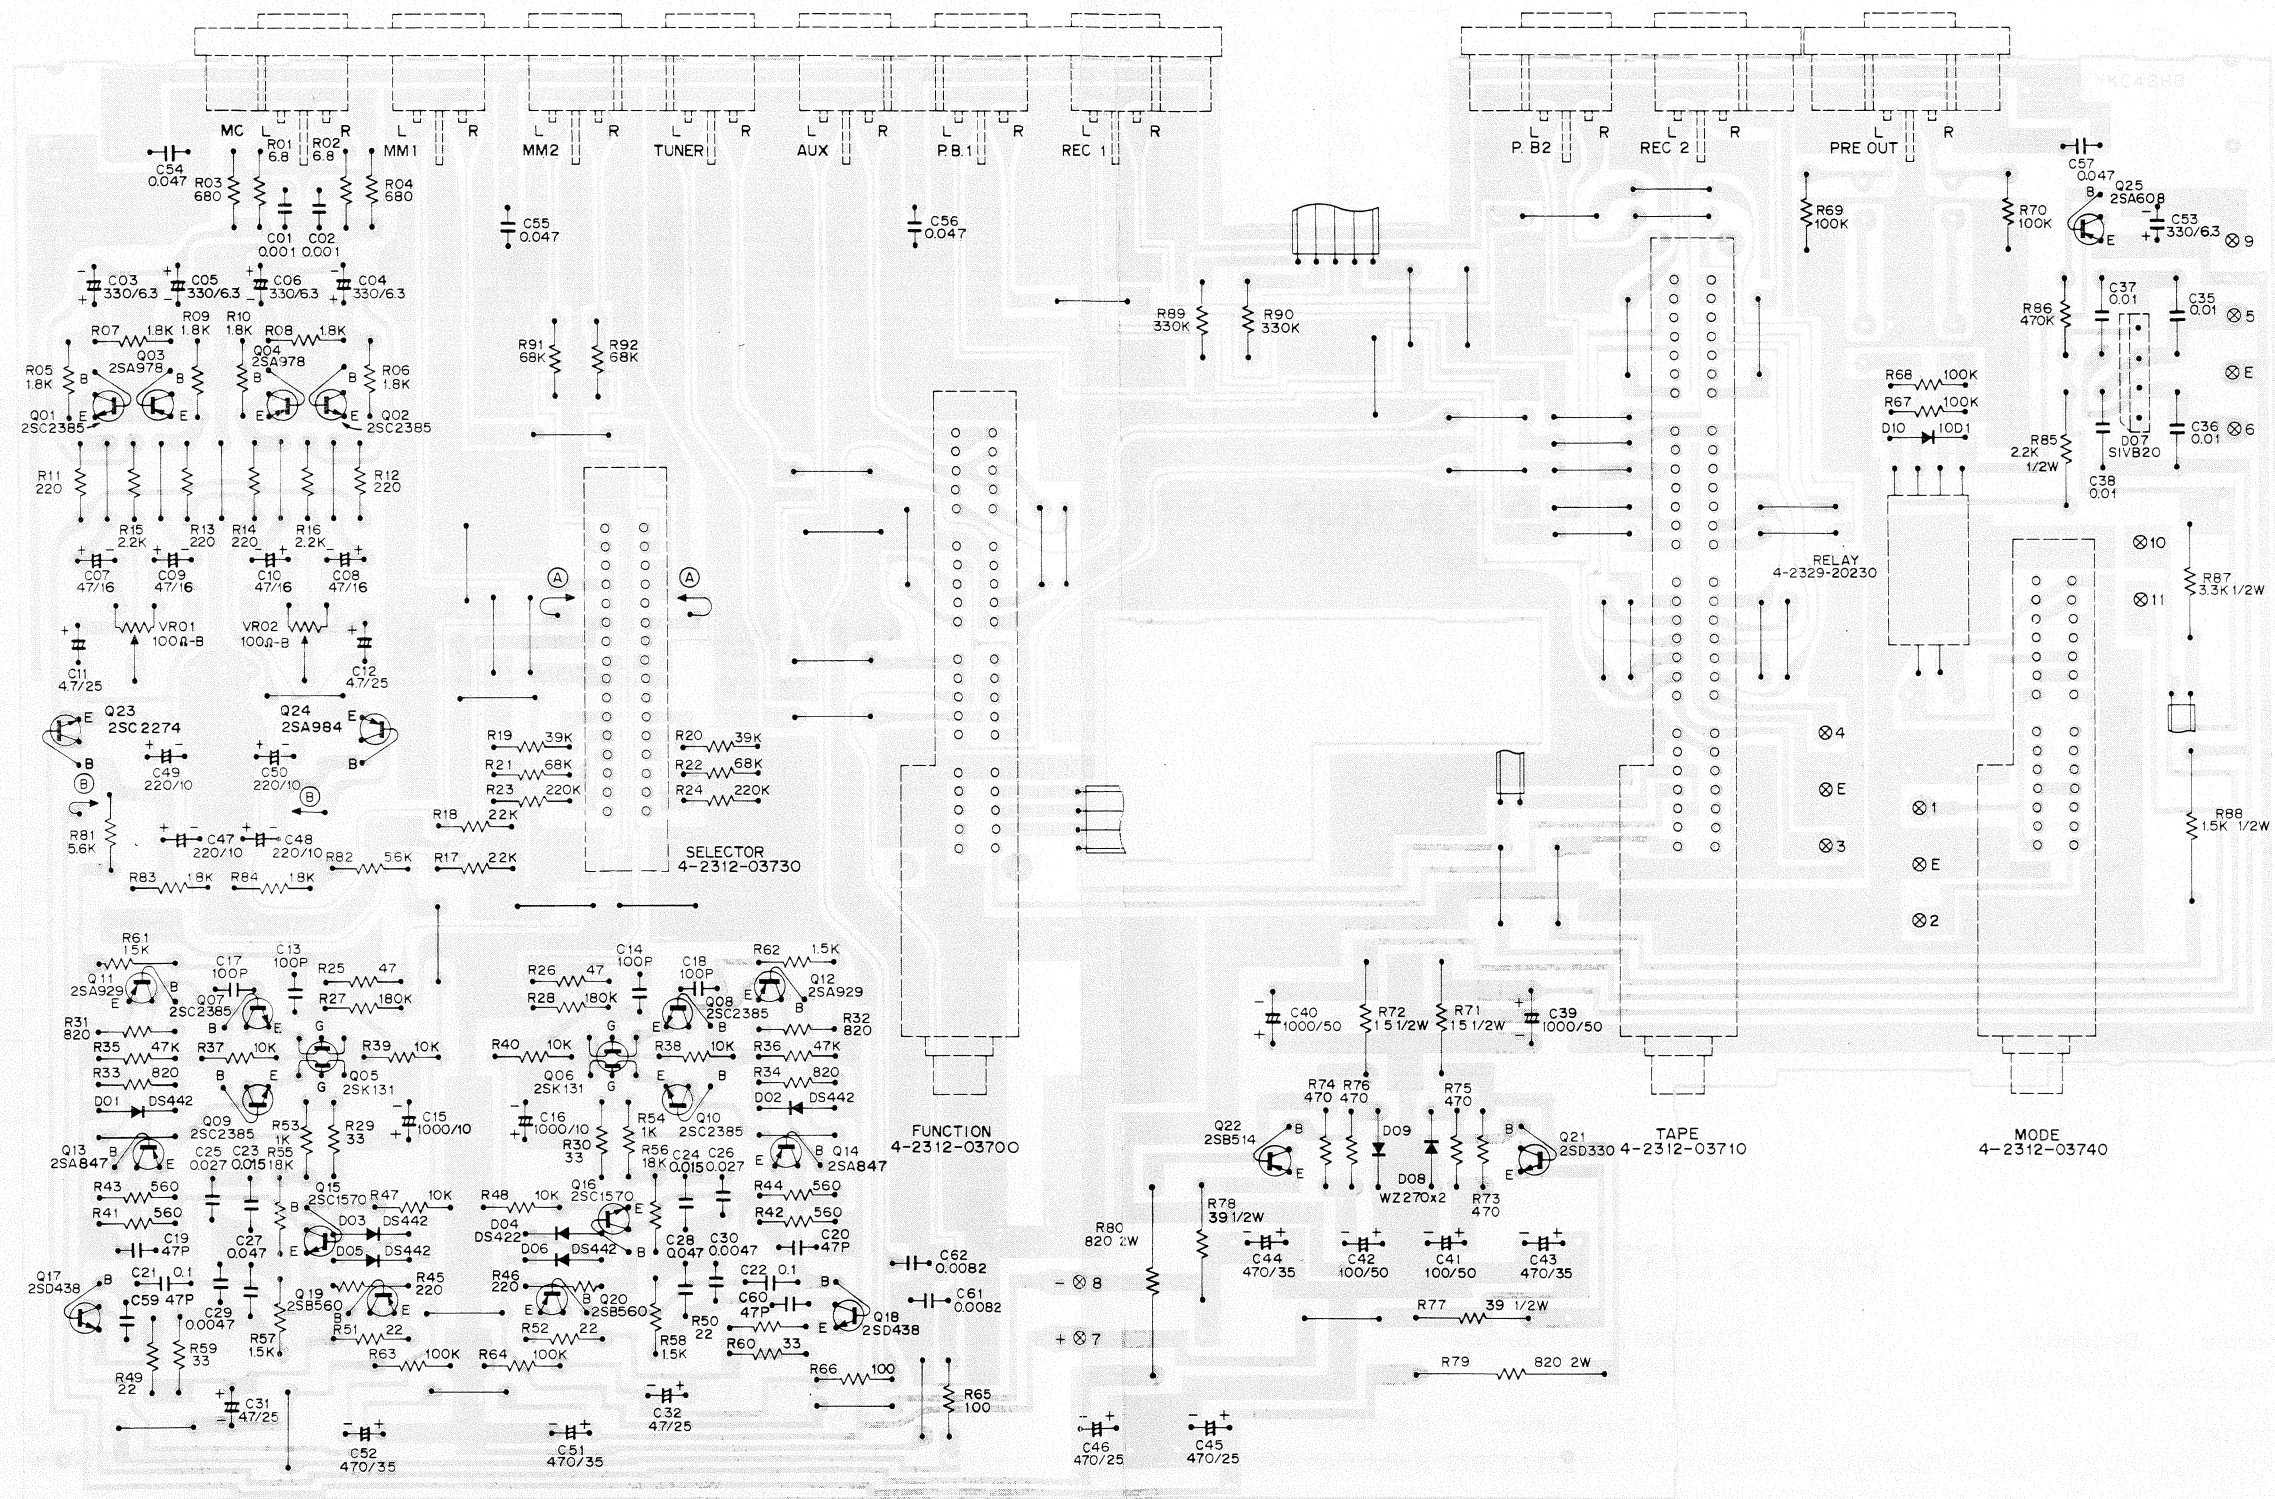 MC L R
L R
L R
L R
L R
L R
L R
L R
L R
L R
MM1
MM2
TUNER
AUX
P.B.1
REC 1
P. B2
REC 2
PRE OUT
R01
6.8
R02
6.8
C54
0.047
R03
680
R04
680
C01
0.001
C02
0.001
C55
0.047
C56
0.047
R69
100K
R70
100K
C57
0.047
Q25
2SA608
B
E
C53
330/6.3
9
C03
330/6.3
C05
330/6.3
C06
330/6.3
C04
330/6.3
R07 1.8K
R09
1.8K
R10
1.8K
R08 1.8K
Q03
2SA978
Q04
2SA978
R05
1.8K
R06
1.8K
Q01
2SC2385
Q02
2SC2385
R91
68K
R92
68K
R89
330K
R90
330K
R86
470K
C37
0.01
C35
0.01
5
E
R68 100K
R67 100K
D10 10D1
R85
2.2K
1/2W
D07
S1VB20
C36
0.01
6
C38
0.01
R11
220
R12
220
R15
2.2K
R13
220
R14
220
R16
2.2K
C07
47/16
C09
47/16
C10
47/16
C08
47/16
A
A
RELAY
4-2329-20230
10
11
R87
3.3K 1/2W
VR01
100Ω-B
VR02
100Ω-B
C11
4.7/25
C12
4.7/25
Q23
2SC2274
Q24
2SA984
C49
220/10
C50
220/10
B
B
R19 39K
R21 68K
R23 220K
R20 39K
R22 68K
R24 220K
4
E
3
1
E
2
R88
1.5K 1/2W
R81
5.6K
C47
220/10
C48
220/10
R18 22K
R82 5.6K
R17 22K
R83 18K
R84 18K
SELECTOR
4-2312-03730
R61
1.5K
C17
100P
C13
100P
R25 47
R27 180K
Q11
2SA929
Q07
2SC2385
R26 47
R28 180K
C14
100P
C18
100P
R62 1.5K
Q12
2SA929
Q08
2SC2385
R31
820
R35 47K
R37 10K
R39 10K
R33 820
D01 DS442
Q05
2SK131
R40 10K
Q06
2SK131
R38 10K
R32
820
R36 47K
R34 820
D02 DS442
C40
1000/50
R72
15 1/2W
R71
15 1/2W
C39
1000/50
Q09
2SC2385
R53
1K
R29
33
C15
1000/10
C16
1000/10
R30
33
R54
1K
Q10
2SC2385
Q13
2SA847
C25
0.027
C23
0.015
R55
18K
R56
18K
C24
0.015
C26
0.027
Q14
2SA847
FUNCTION
4-2312-03700
R74
470
R76
470
R75
470
Q22
2SB514
D09
D08
WZ270x2
Q21
2SD330
R73
470
TAPE
4-2312-03710
MODE
4-2312-03740
R43 560
R41 560
Q15
2SC1570
R47 10K
R48 10K
Q16
2SC1570
R44 560
R42 560
D03 DS442
D05 DS442
D04
DS422
D06 DS442
C19
47P
C27
0.047
C28
0.047
C30
0.0047
C20
47P
C62
0.0082
C61
0.0082
R78
39 1/2W
R80
820 2W
C44
470/35
C42
100/50
C41
100/50
C43
470/35
Q17
2SD438
C21 0.1
C59 47P
C29
0.0047
Q19
2SB560
R45
220
R46
220
Q20
2SB560
C22 0.1
C60
47P
Q18
2SD438
- 8
+ 7
R77 39 1/2W
R79 820 2W
R49
22
R59
33
R57
1.5K
R51 22
R63 100K
R52 22
R64 100K
R58
1.5K
R50
22
R60 33
R66 100
R65
100
C31
47/25
C32
4.7/25
C52
470/35
C51
470/35
C46
470/25
C45
470/25